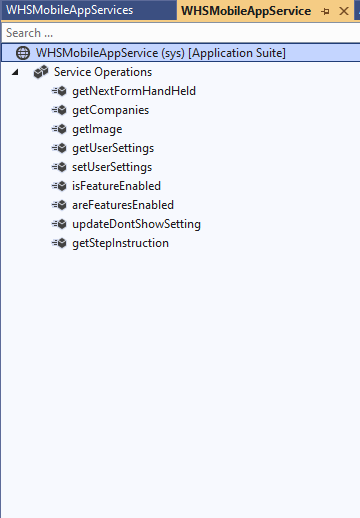 WHSMobileAppServices
WHSMobileAppService
Search ...
WHSMobileAppService (sys) [Application Suite]
Service Operations
getNextFormHandHeld
getCompanies
getImage
getUserSettings
setUserSettings
isFeatureEnabled
areFeaturesEnabled
updateDontShowSetting
getStepInstruction